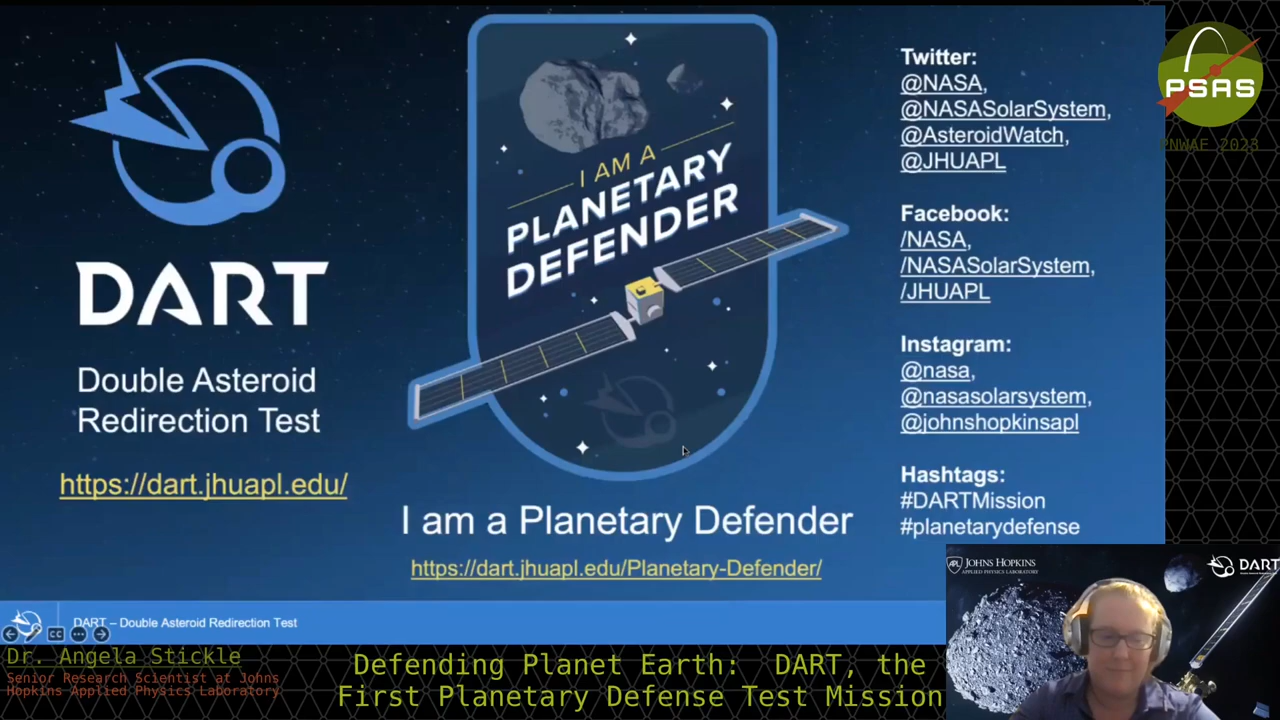 DART
Double Asteroid
Redirection Test
https://dart.jhuapl.edu/
I AM A
PLANETARY
DEFENDER
I am a Planetary Defender
https://dart.jhuapl.edu/Planetary-Defender/
Twitter:
@NASA,
@NASASolarSystem,
@AsteroidWatch,
@JHUAPL
Facebook:
/NASA,
/NASASolarSystem,
/JHUAPL
Instagram:
@nasa,
@nasasolarsystem,
@johnshopkinsapl
Hashtags:
#DARTMission
#planetarydefense
PSAS
PNWAF 2023
DART – Double Asteroid Redirection Test
CC
JOHNS HOPKINS
APPLIED PHYSICS LABORATORY
DART
Dr. Angela Stickle
Senior Research Scientist at Johns
Hopkins Applied Physics Laboratory
Defending Planet Earth: DART, the
First Planetary Defense Test Mission